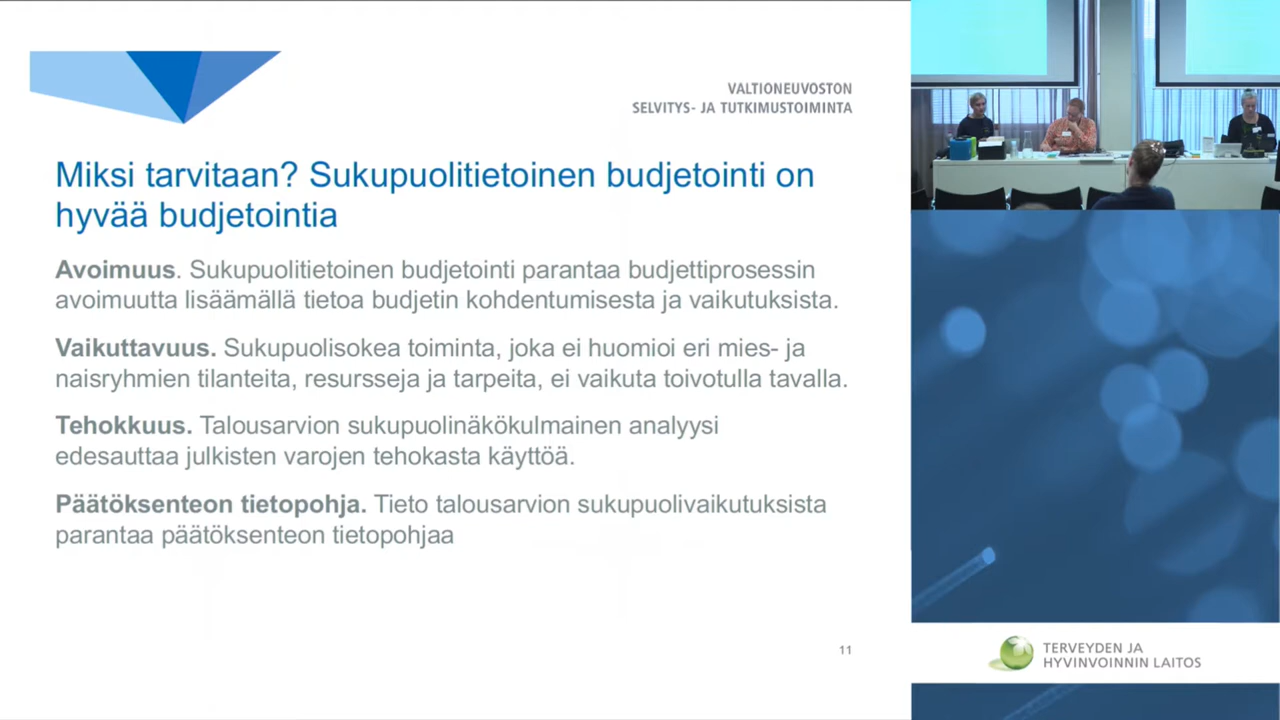 VALTIONEUVOSTON
SELVITYS- JA TUTKIMUSTOIMINTA
Miksi tarvitaan? Sukupuolitietoinen budjetointi on
hyvää budjetointia
Avoimuus. Sukupuolitietoinen budjetointi parantaa budjettiprosessin
avoimuutta lisäämällä tietoa budjetin kohdentumisesta ja vaikutuksista.
Vaikuttavuus. Sukupuolisokea toiminta, joka ei huomioi eri mies- ja
naisryhmien tilanteita, resursseja ja tarpeita, ei vaikuta toivotulla tavalla.
Tehokkuus. Talousarvion sukupuolinäkökulmainen analyysi
edesauttaa julkisten varojen tehokasta käyttöä.
Päätöksenteon tietopohja. Tieto talousarvion sukupuolivaikutuksista
parantaa päätöksenteon tietopohjaa
11
TERVEYDEN JA
HYVINVOINNIN LAITOS